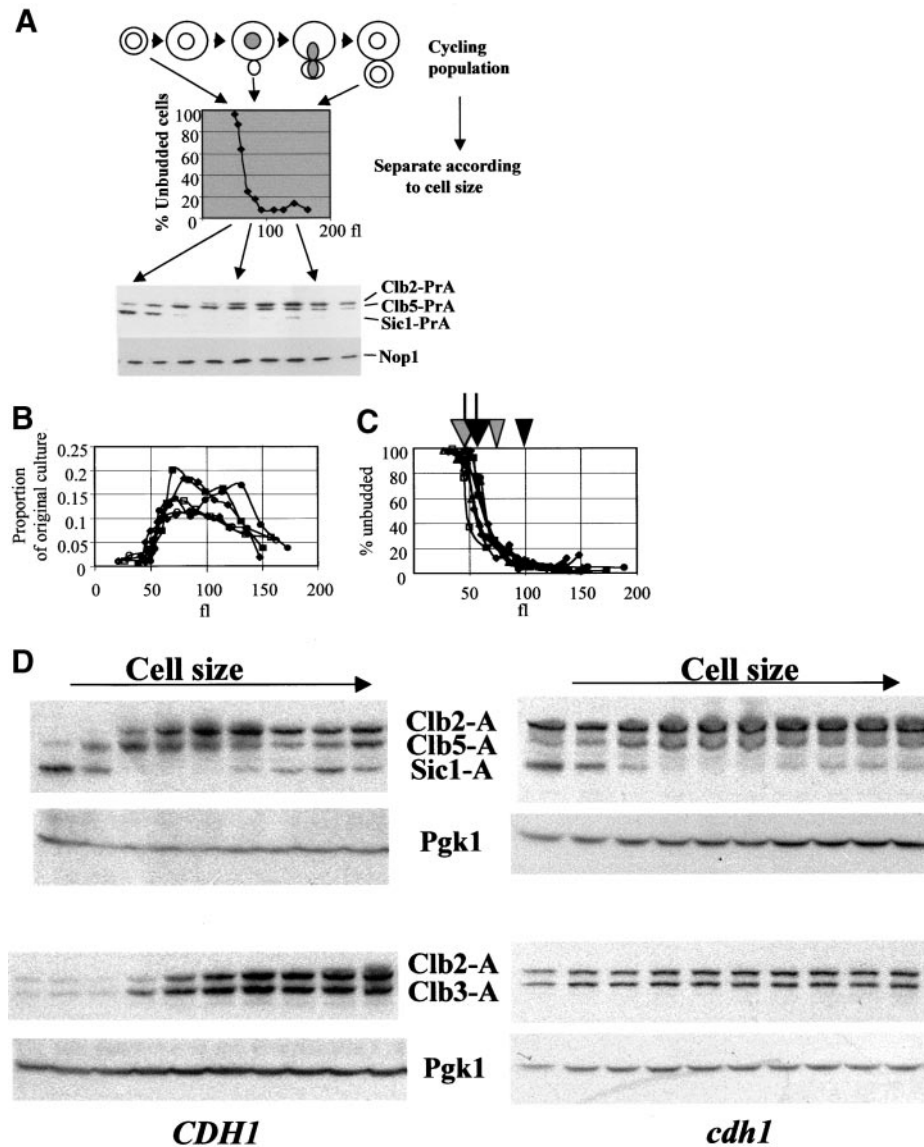 A
Cycling
population
Separate according
to cell size
% Unbudded cells
100
80
60
40
20
0
100
200 fl
Clb2-PrA
Clb5-PrA
Sic1-PrA
Nop1
B
Proportion
of original culture
0.25
0.2
0.15
0.1
0.05
0
0 50 100 150 200
fl
C
% unbudded
100
80
60
40
20
0
50 100 150 200
fl
D
Cell size
Cell size
Clb2-A
Clb5-A
Sic1-A
Pgk1
Clb2-A
Clb3-A
Pgk1
CDH1
cdh1